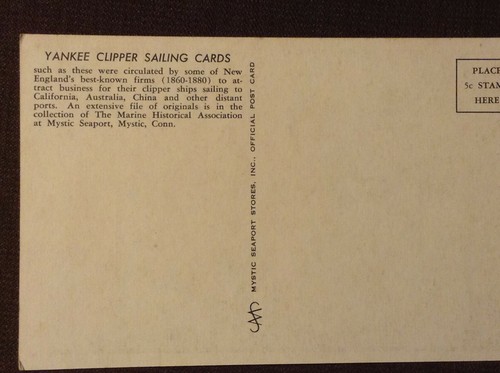 YANKEE CLIPPER SAILING CARDS
such as these were circulated by some of New
England's best-known firms (1860-1880) to at-
tract business for their clipper ships sailing to
California, Australia, China and other distant
ports. An extensive file of originals is in the
collection of The Marine Historical Association
at Mystic Seaport, Mystic, Conn.
MYSTIC SEAPORT STORES, INC., OFFICIAL POST CARD
PLACE
5c STAM
HERE